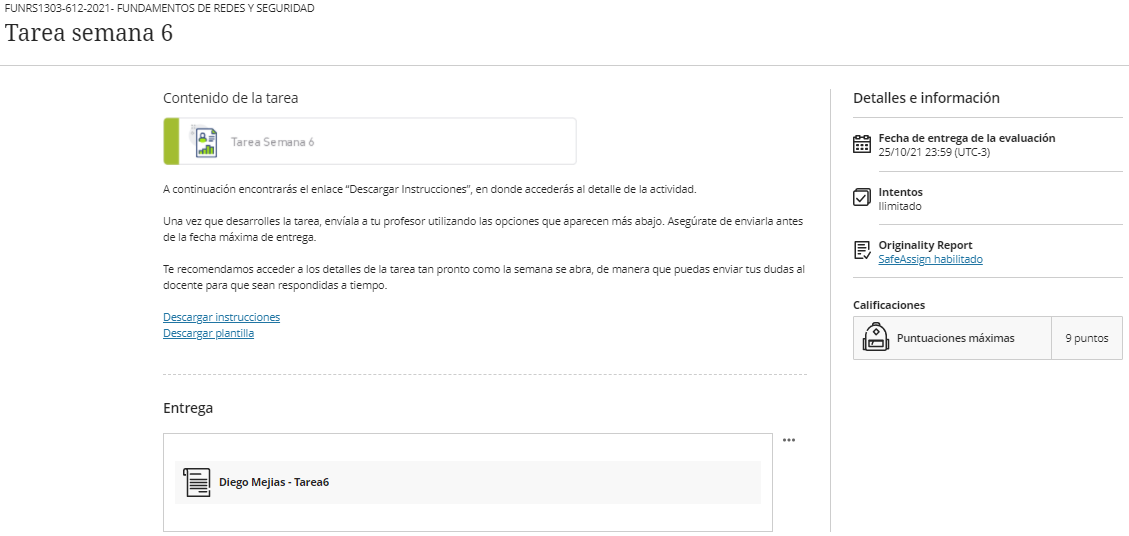 FUNRS1303-612-2021- FUNDAMENTOS DE REDES Y SEGURIDAD
Tarea semana 6
Contenido de la tarea
Tarea Semana 6
A continuación encontrarás el enlace “Descargar Instrucciones”, en donde accederás al detalle de la actividad.
Una vez que desarrolles la tarea, envíala a tu profesor utilizando las opciones que aparecen más abajo. Asegúrate de enviarla antes
de la fecha máxima de entrega.
Te recomendamos acceder a los detalles de la tarea tan pronto como la semana se abra, de manera que puedas enviar tus dudas al
docente para que sean respondidas a tiempo.
Descargar instrucciones
Descargar plantilla
Entrega
Diego Mejias - Tarea6
Detalles e información
Fecha de entrega de la evaluación
25/10/21 23:59 (UTC-3)
Intentos
Ilimitado
Originality Report
SafeAssign habilitado
Calificaciones
Puntuaciones máximas
9 puntos